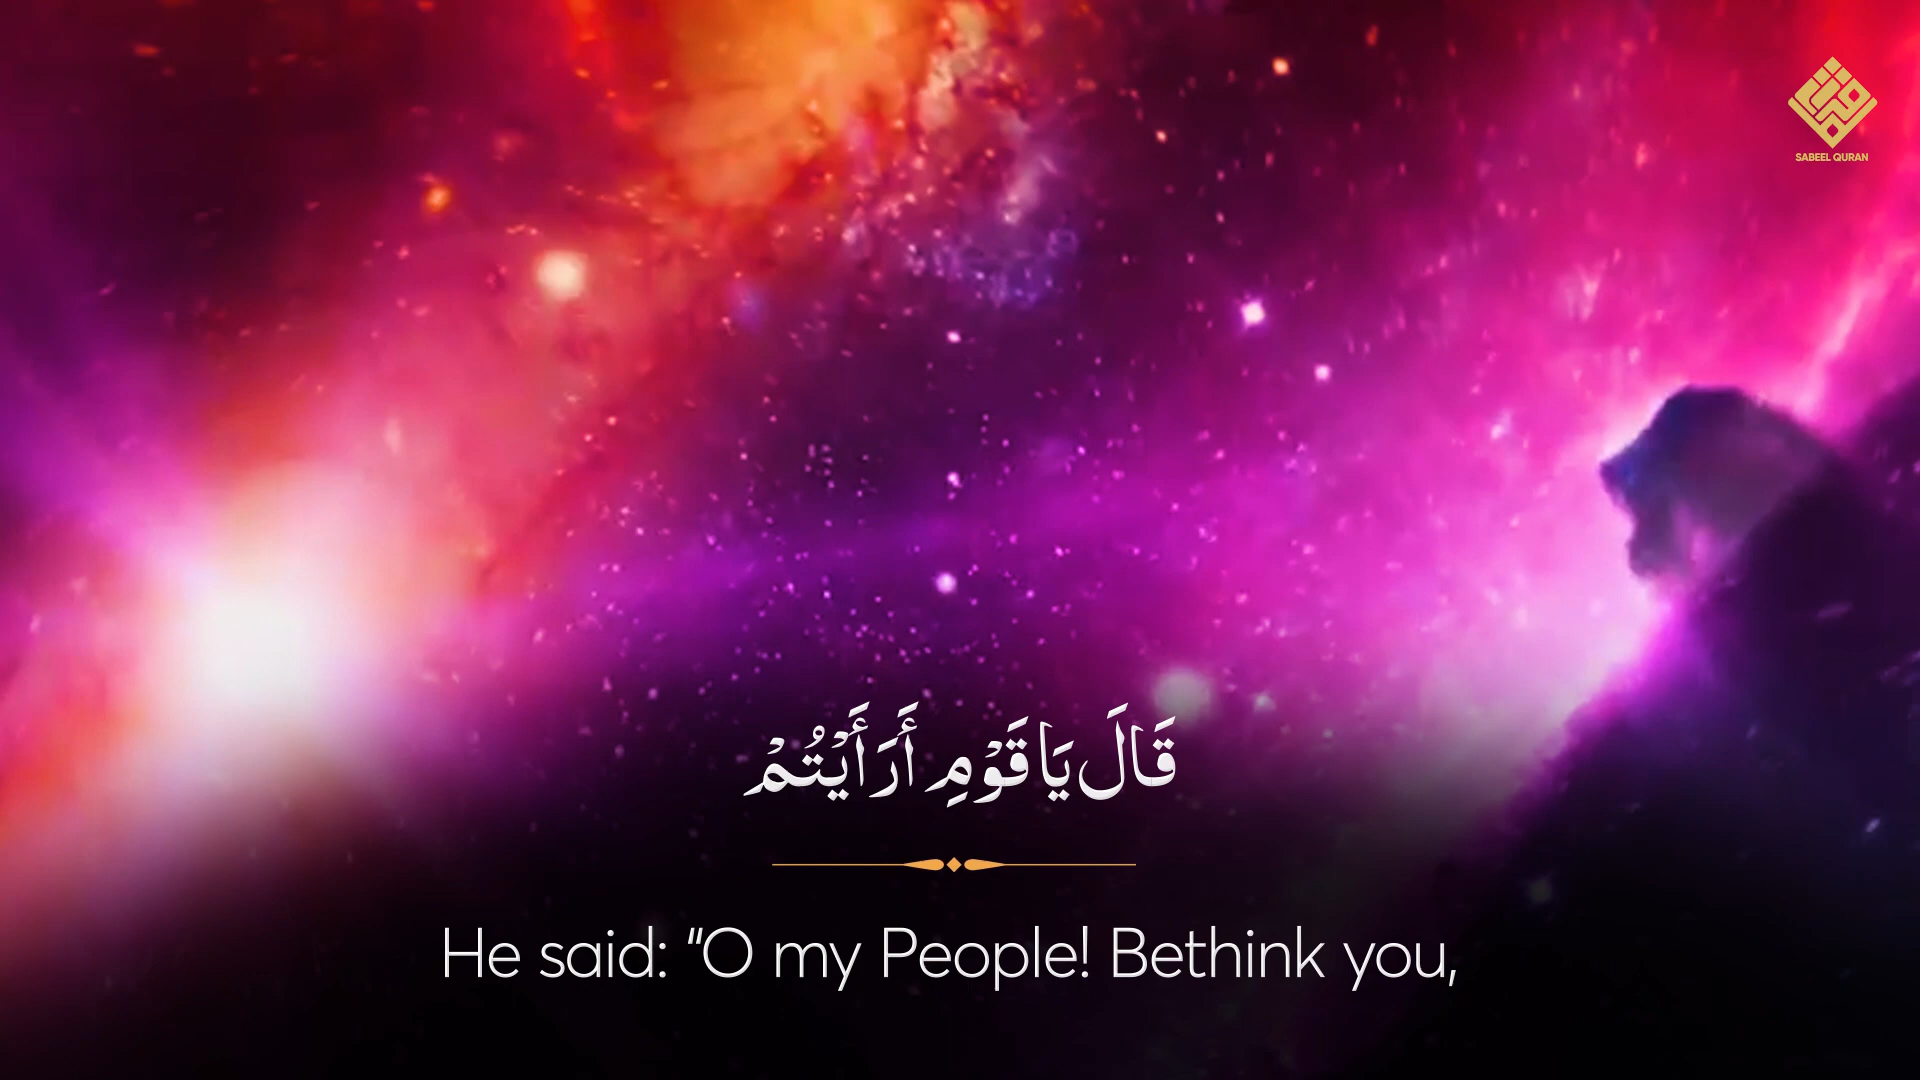 SABEEL QURAN
قَالَ يَا قَوْمِ أَرَأَيْتُمْ
He said: "O my People! Bethink you,